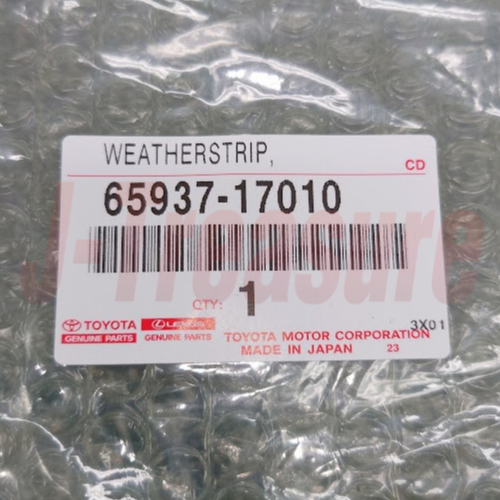 WEATHERSTRIP,
CD
65937-17010
J-Treasure
QTY: 1
3X01
TOYOTA LEXUS TOYOTA MOTOR CORPORATION
GENUINE PARTS GENUINE PARTS MADE IN JAPAN 23